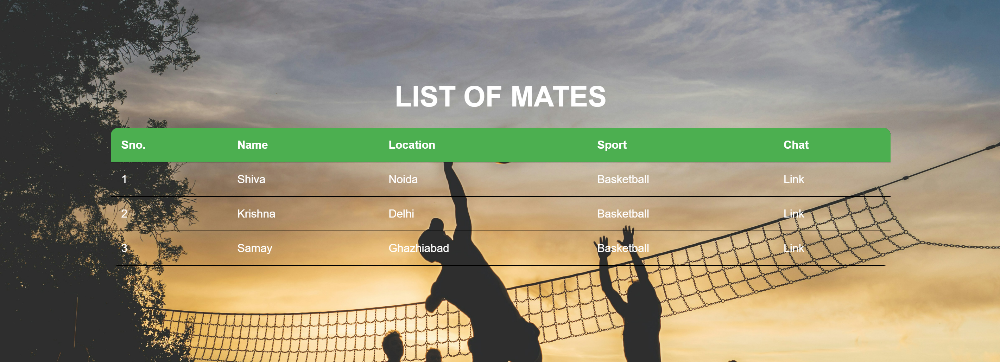 LIST OF MATES
Sno. Name Location Sport Chat
1 Shiva Noida Basketball Link
2 Krishna Delhi Basketball Link
3 Samay Ghazhiabad Basketball Link